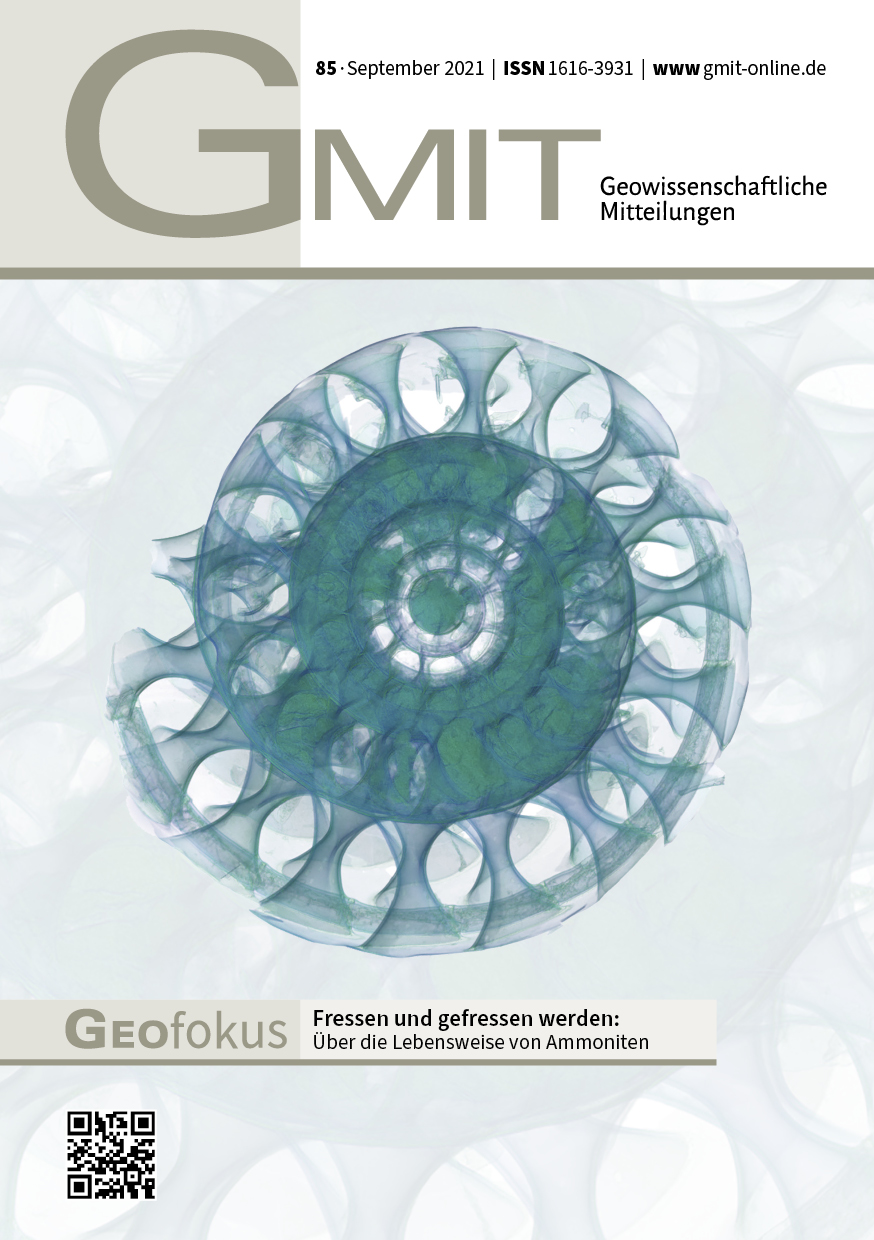 85 · September 2021 | ISSN 1616-3931 | www gmit-online.de
GMIT
Geowissenschaftliche
Mitteilungen
GEOfokus
Fressen und gefressen werden:
Über die Lebensweise von Ammoniten